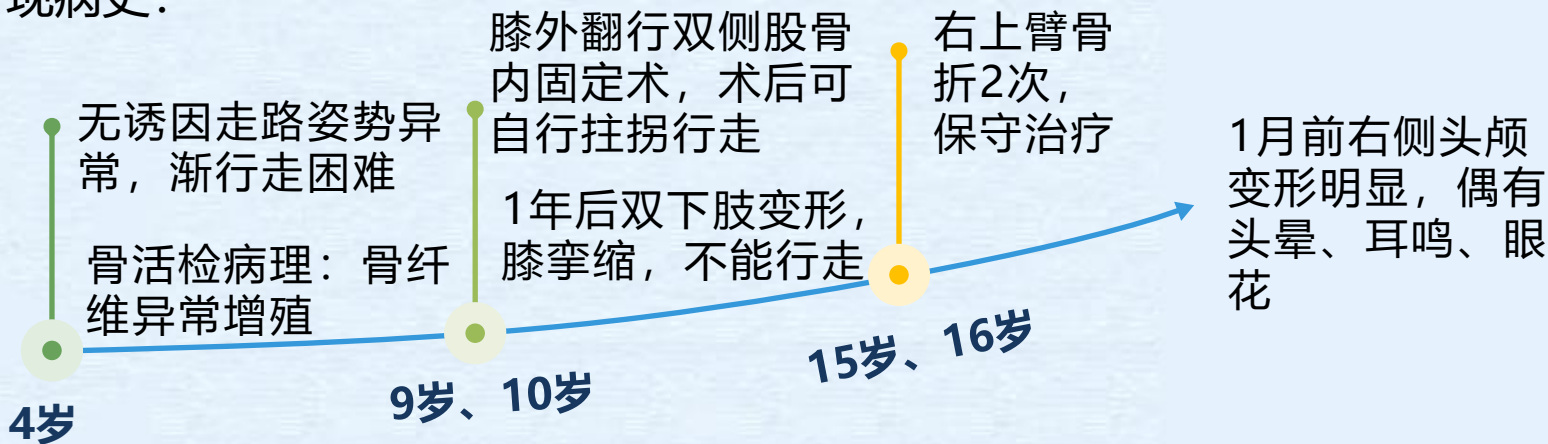 现病史：
无诱因走路姿势异
常，渐行走困难
骨活检病理：骨纤
维异常增殖
4岁
膝外翻行双侧股骨
内固定术，术后可
自行拄拐行走
1年后双下肢变形，
膝挛缩，不能行走
9岁、10岁
右上臂骨
折2次，
保守治疗
15岁、16岁
1月前右侧头颅
变形明显，偶有
头晕、耳鸣、眼
花